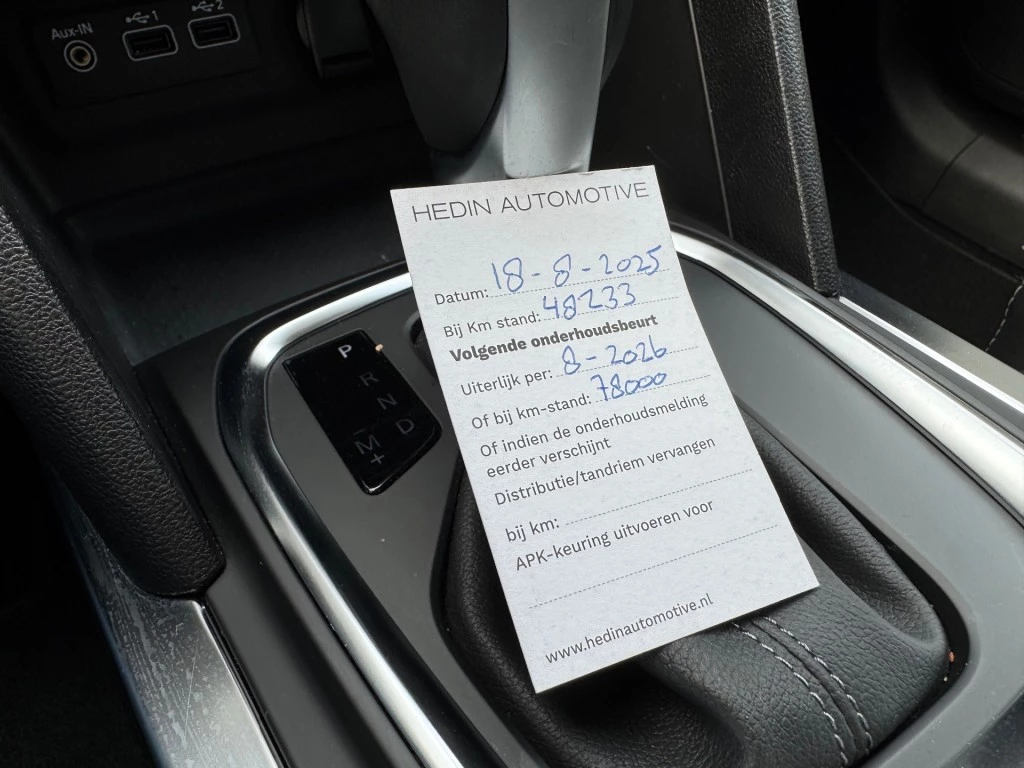 Aux-IN
1
2
HEDIN AUTOMOTIVE
Datum: 18-8-2025
Bij Km stand: 48233
Volgende onderhoudsbeurt
Uiterlijk per: 8-2026
Of bij km-stand: 78000
Of indien de onderhoudsmelding
eerder verschijnt
Distributie/tandriem vervangen
bij km:
APK-keuring uitvoeren voor
www.hedinautomotive.nl
P
R
N
D
M
+